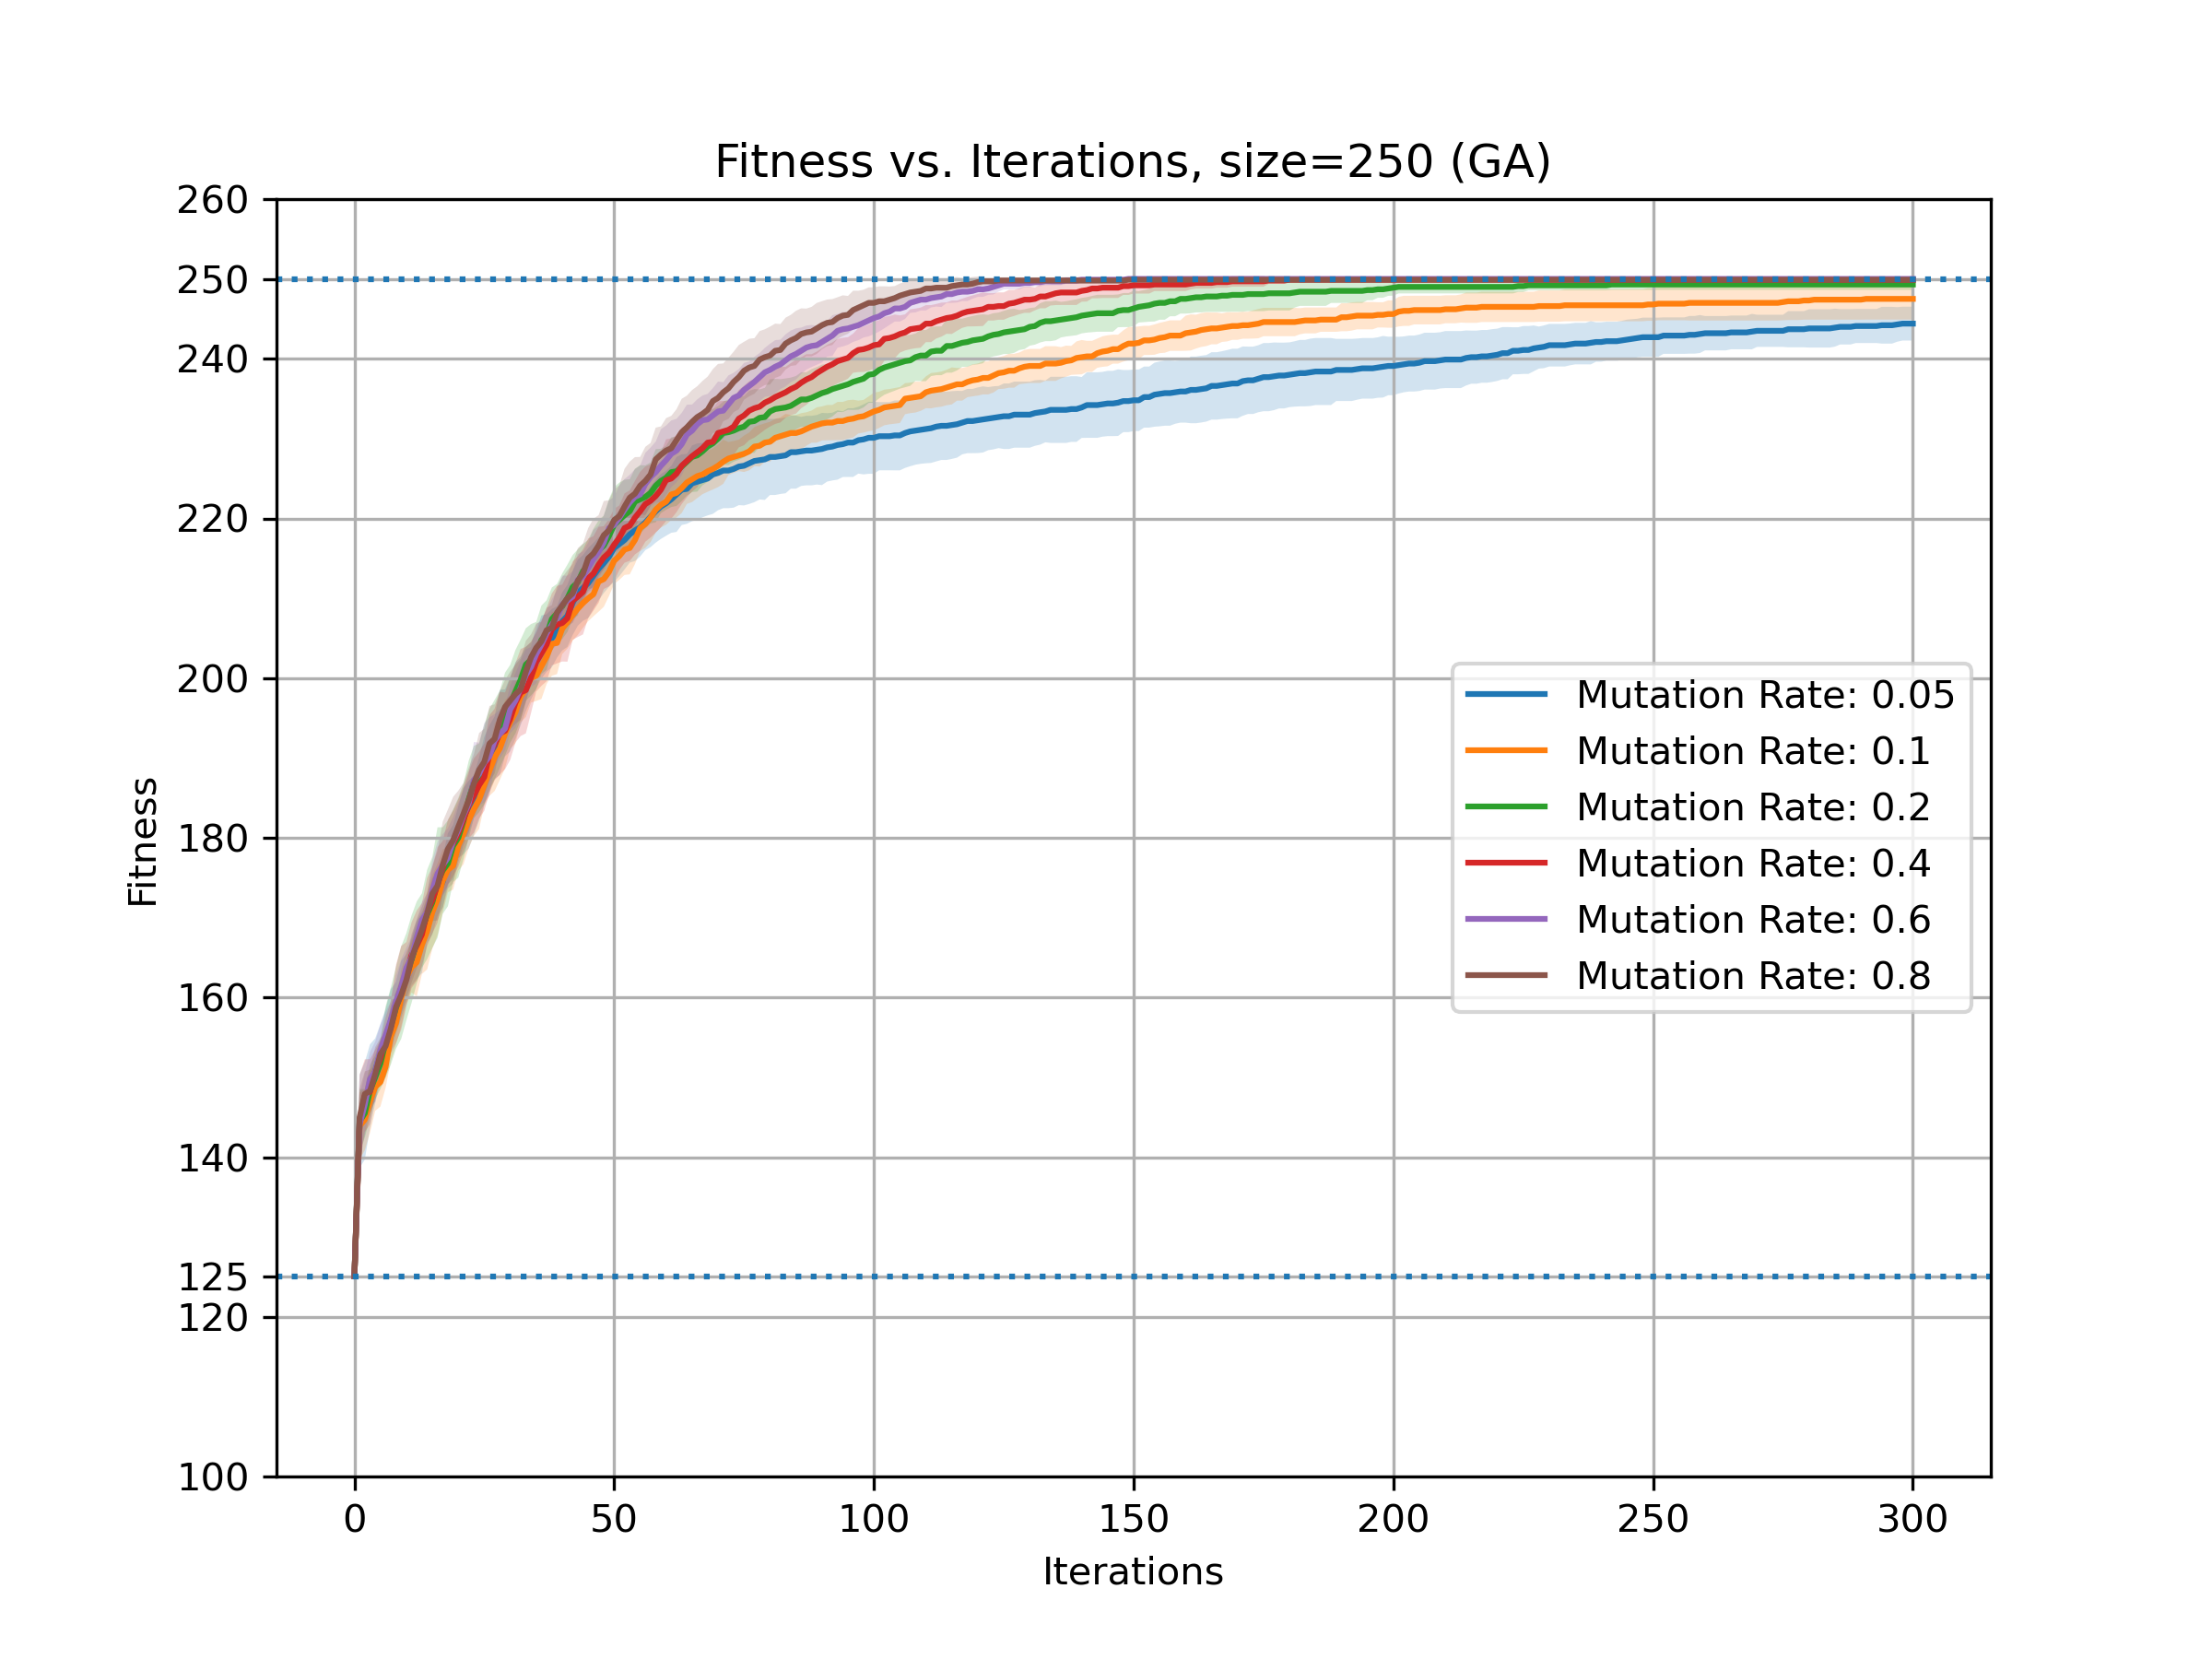 Fitness vs. Iterations, size=250 (GA)
260
250
240
220
200
180
160
140
125
120
100
Fitness
Mutation Rate: 0.05
Mutation Rate: 0.1
Mutation Rate: 0.2
Mutation Rate: 0.4
Mutation Rate: 0.6
Mutation Rate: 0.8
0 50 100 150 200 250 300
Iterations